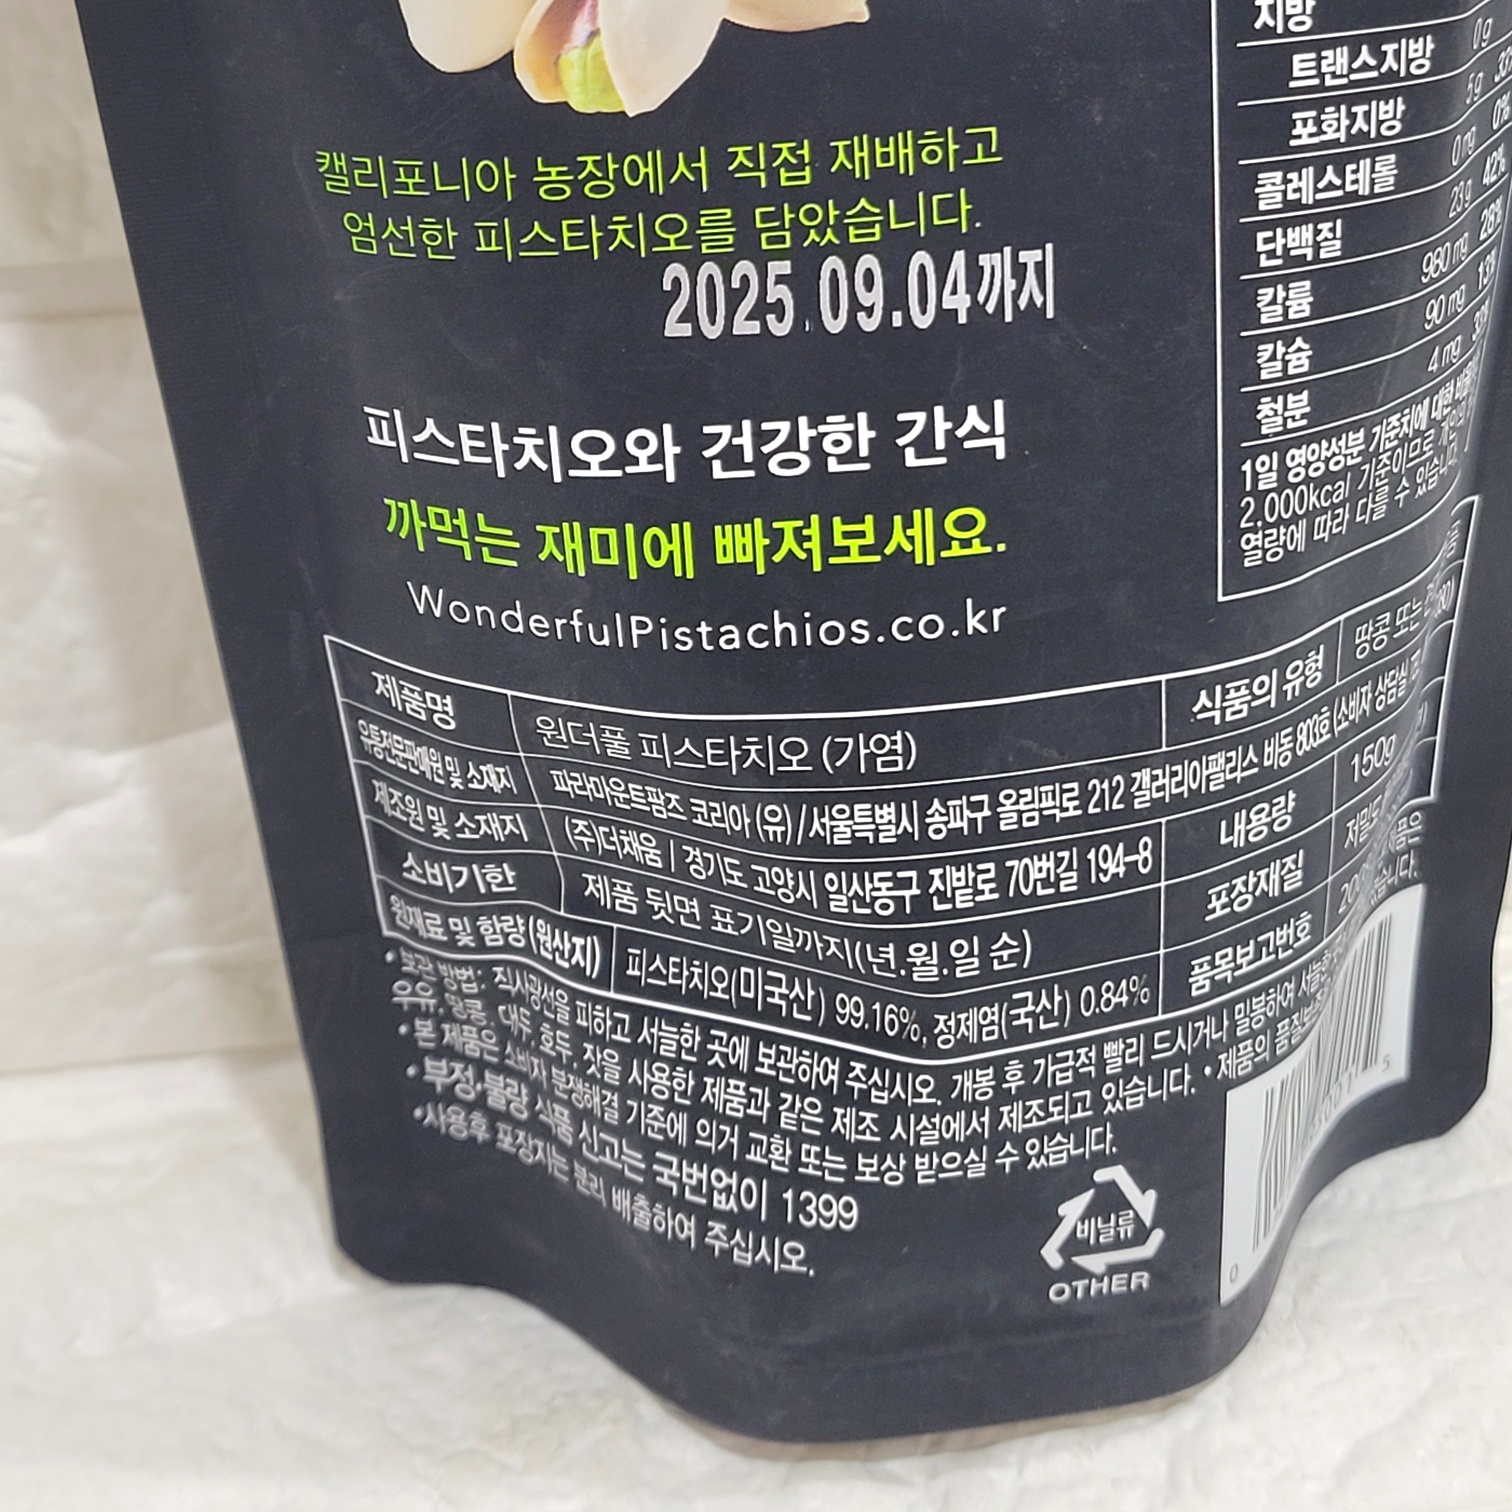 캘리포니아 농장에서 직접 재배하고
엄선한 피스타치오를 담았습니다.
2025.09.04까지
피스타치오와 건강한 간식
까먹는 재미에 빠져보세요.
WonderfulPistachios.co.kr
지방
트랜스지방 0g
포화지방 5g 33%
콜레스테롤 0mg 0%
단백질 23g 42%
칼륨 980mg 28%
칼슘 90mg 13%
철분 4mg 33%
1일 영양성분 기준치에 대한
2,000kcal 기준이므로 개인의
열량에 따라 다를 수 있습니다.
제품명 원더풀 피스타치오 (가염) 식품의 유형 땅콩 또는
유통전문판매원 및 소재지 파라마운트팜즈 코리아 (유) / 서울특별시 송파구 올림픽로 212 갤러리아팰리스 비동 803호 (소비자 상담실
제조원 및 소재지 (주)더채움 | 경기도 고양시 일산동구 진밭로 70번길 194-8 내용량 150g
소비기한 제품 뒷면 표기일까지(년.월.일 순) 포장재질
원재료 및 함량(원산지) 피스타치오(미국산) 99.16%, 정제염(국산) 0.84% 품목보고번호
• 보관 방법: 직사광선을 피하고 서늘한 곳에 보관하여 주십시오. 개봉 후 가급적 빨리 드시거나 밀봉하여
우유, 땅콩, 대두, 호두, 잣을 사용한 제품과 같은 제조 시설에서 제조되고 있습니다. • 제품의
• 본 제품은 소비자 분쟁해결 기준에 의거 교환 또는 보상 받으실 수 있습니다.
• 부정·불량 식품 신고는 국번없이 1399
•사용후 포장지는 분리 배출하여 주십시오.
비닐류
OTHER